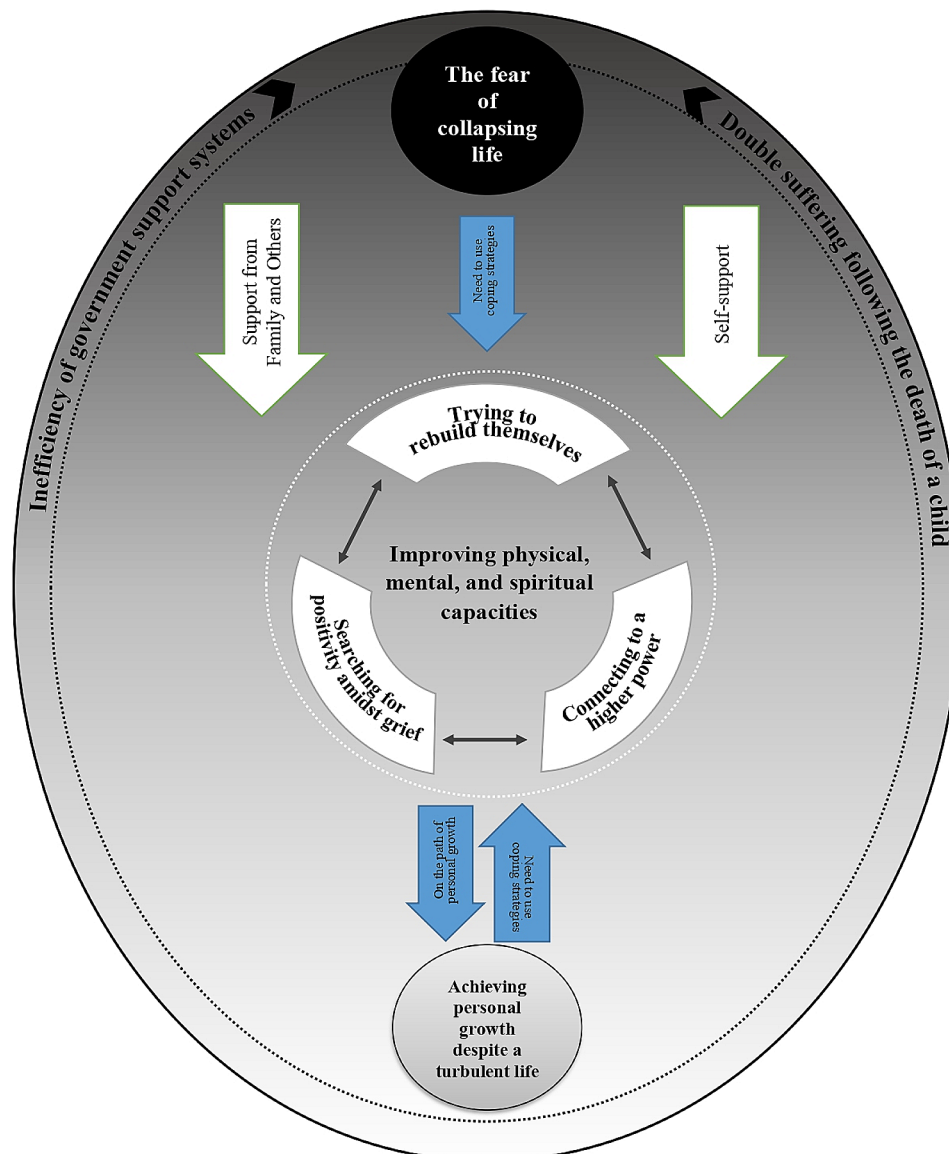 The fear
of
collapsing
life
Inefficiency of government support systems
Double suffering following the death of a child
Support from
Family and Others
Need to use
coping strategies
Self-support
Trying to
rebuild themselves
Improving physical,
mental, and spiritual
capacities
Searching for
positivity amidst grief
Connecting to a
higher power
On the path of
personal growth
Need to use
coping strategies
Achieving
personal
growth
despite a
turbulent life